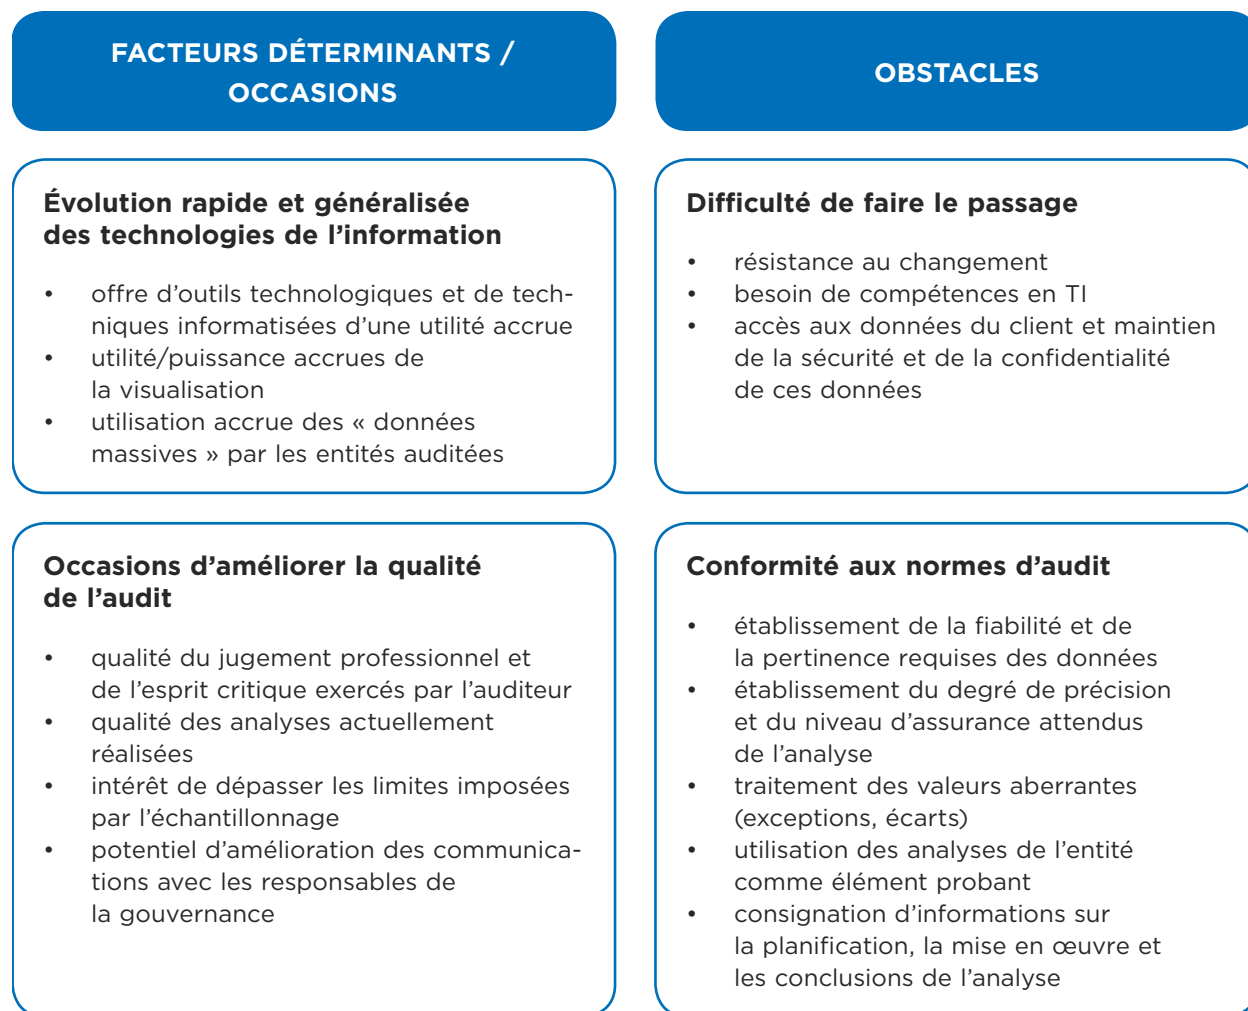 FACTEURS DÉTERMINANTS /
OCCASIONS
Évolution rapide et généralisée
des technologies de l’information
• offre d’outils technologiques et de tech-
niques informatisées d’une utilité accrue
• utilité/puissance accrues de
la visualisation
• utilisation accrue des « données
massives » par les entités auditées
Occasions d’améliorer la qualité
de l’audit
• qualité du jugement professionnel et
de l’esprit critique exercés par l’auditeur
• qualité des analyses actuellement
réalisées
• intérêt de dépasser les limites imposées
par l’échantillonnage
• potentiel d’amélioration des communica-
tions avec les responsables de
la gouvernance
OBSTACLES
Difficulté de faire le passage
• résistance au changement
• besoin de compétences en TI
• accès aux données du client et maintien
de la sécurité et de la confidentialité
de ces données
Conformité aux normes d’audit
• établissement de la fiabilité et de
la pertinence requises des données
• établissement du degré de précision
et du niveau d’assurance attendus
de l’analyse
• traitement des valeurs aberrantes
(exceptions, écarts)
• utilisation des analyses de l’entité
comme élément probant
• consignation d’informations sur
la planification, la mise en œuvre et
les conclusions de l’analyse